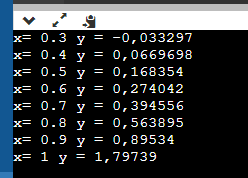 x= 0.3 y = -0,033297
x= 0.4 y = 0,0669698
x= 0.5 y = 0,168354
x= 0.6 y = 0,274042
x= 0.7 y = 0,394556
x= 0.8 y = 0,563895
x= 0.9 y = 0,89534
x= 1 y = 1,79739